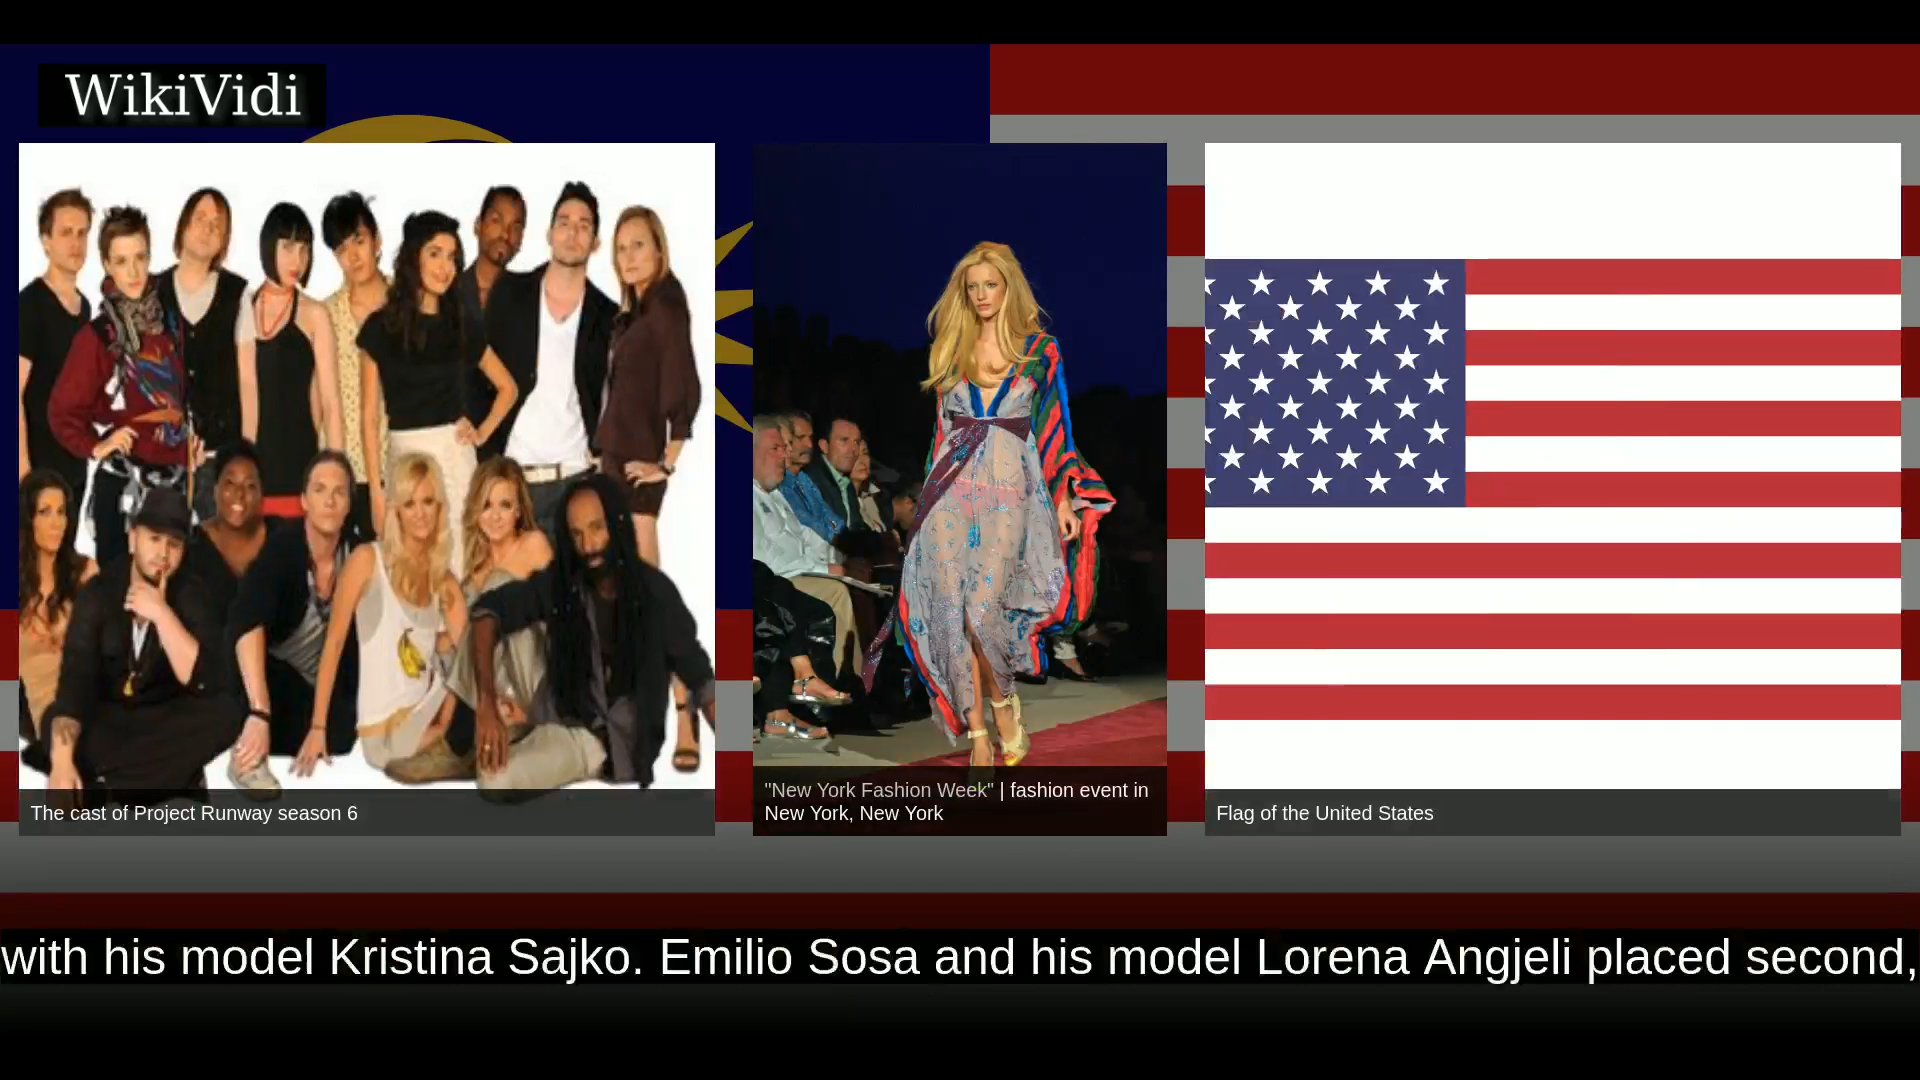 WikiVidi
The cast of Project Runway season 6
"New York Fashion Week" | fashion event in
New York, New York
Flag of the United States
with his model Kristina Sajko. Emilio Sosa and his model Lorena Angjeli placed second,